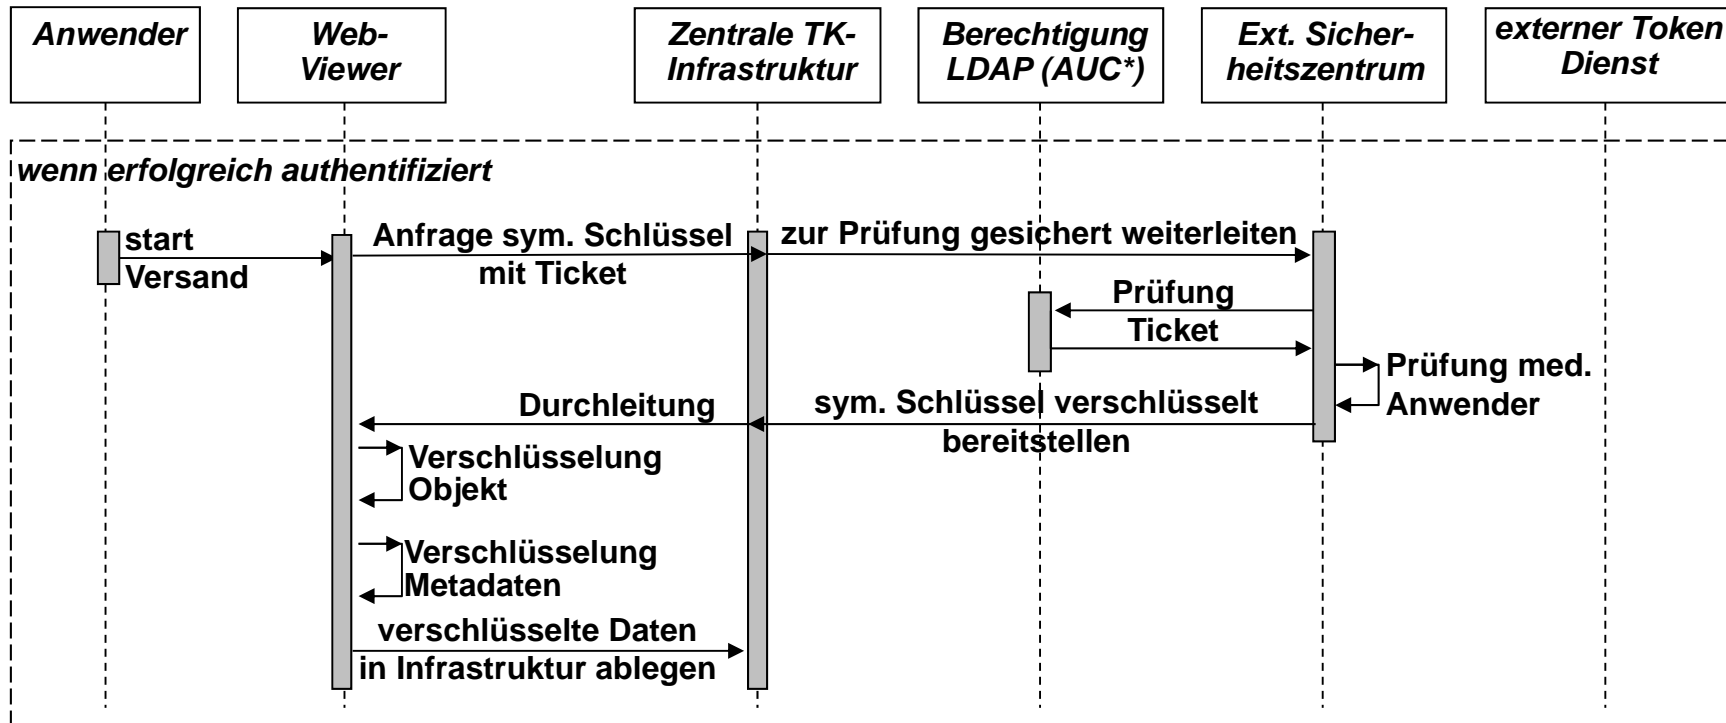 Anwender
Web-
Viewer
Zentrale TK-
Infrastruktur
Berechtigung
LDAP (AUC*)
Ext. Sicher-
heitszentrum
externer Token
Dienst
wenn erfolgreich authentifiziert
start
Versand
Anfrage sym. Schlüssel
mit Ticket
zur Prüfung gesichert weiterleiten
Prüfung
Ticket
Prüfung med.
Anwender
sym. Schlüssel verschlüsselt
bereitstellen
Durchleitung
Verschlüsselung
Objekt
Verschlüsselung
Metadaten
verschlüsselte Daten
in Infrastruktur ablegen